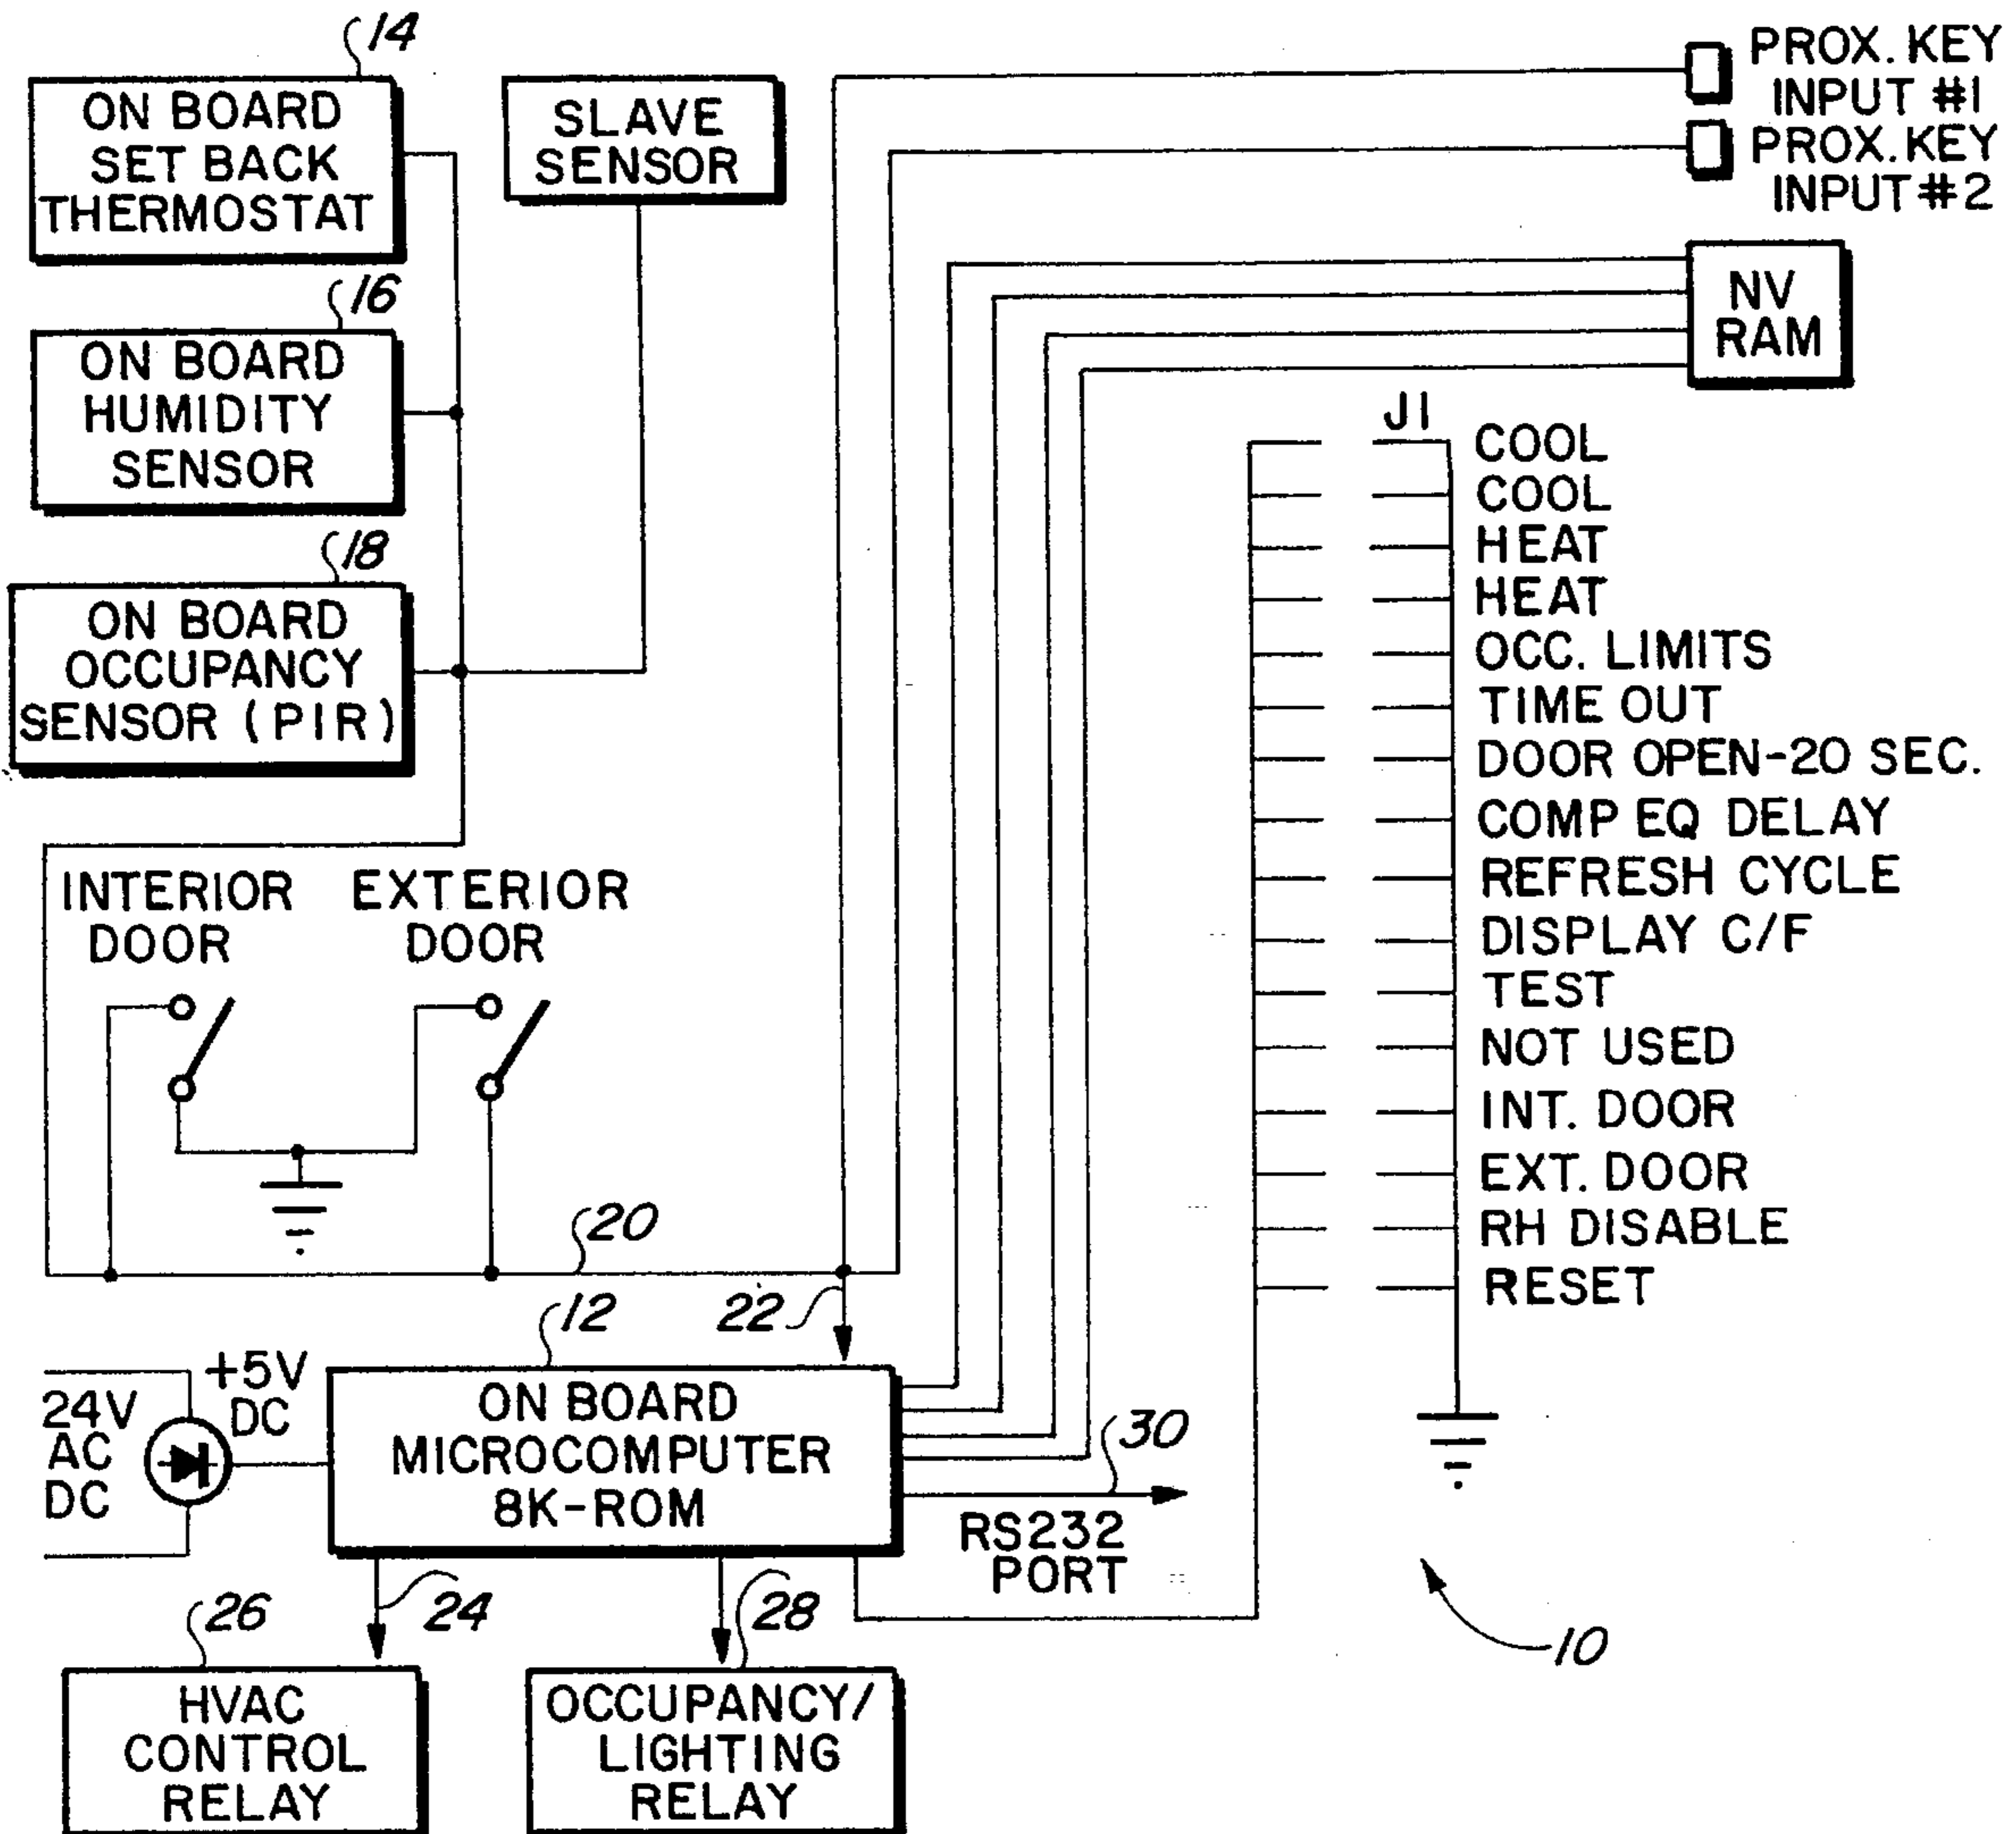 14
ON BOARD
SET BACK
THERMOSTAT
SLAVE
SENSOR
PROX. KEY
INPUT #1
PROX. KEY
INPUT #2
16
ON BOARD
HUMIDITY
SENSOR
NV
RAM
18
ON BOARD
OCCUPANCY
SENSOR (PIR)
J1
COOL
COOL
HEAT
HEAT
OCC. LIMITS
TIME OUT
DOOR OPEN-20 SEC.
COMP EQ DELAY
REFRESH CYCLE
DISPLAY C/F
TEST
NOT USED
INT. DOOR
EXT. DOOR
RH DISABLE
RESET
INTERIOR
DOOR
EXTERIOR
DOOR
20
22
12
+5V
DC
24V
AC
DC
ON BOARD
MICROCOMPUTER
8K-ROM
30
RS232
PORT
24
28
26
HVAC
CONTROL
RELAY
OCCUPANCY/
LIGHTING
RELAY
10